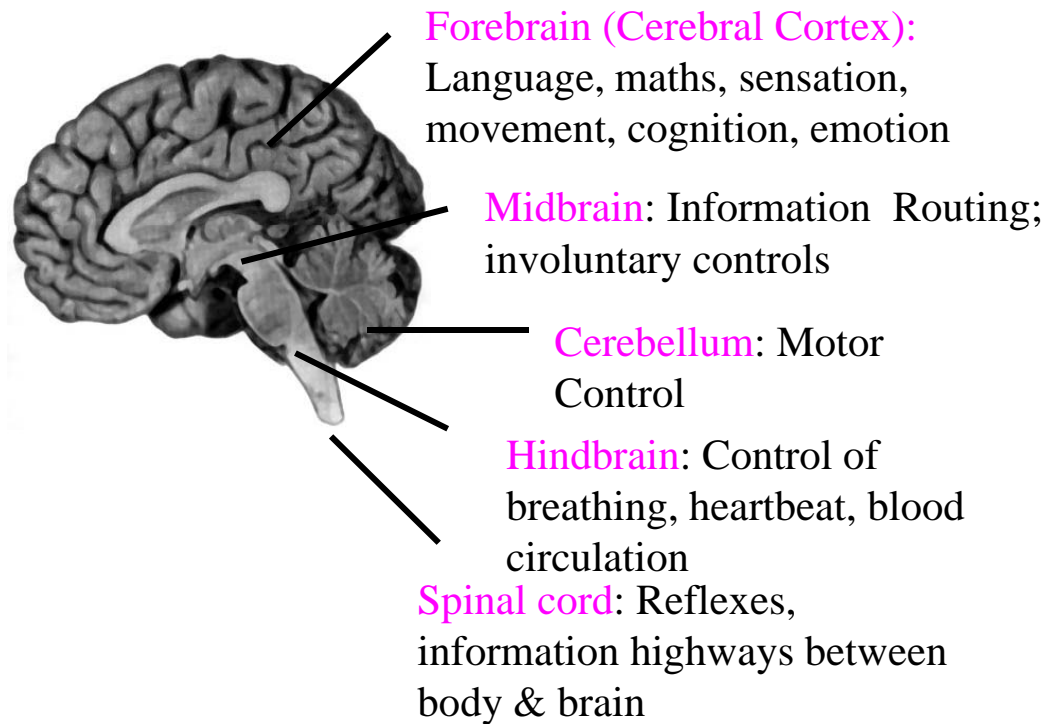 Forebrain (Cerebral Cortex):
Language, maths, sensation,
movement, cognition, emotion
Midbrain: Information Routing;
involuntary controls
Cerebellum: Motor
Control
Hindbrain: Control of
breathing, heartbeat, blood
circulation
Spinal cord: Reflexes,
information highways between
body & brain